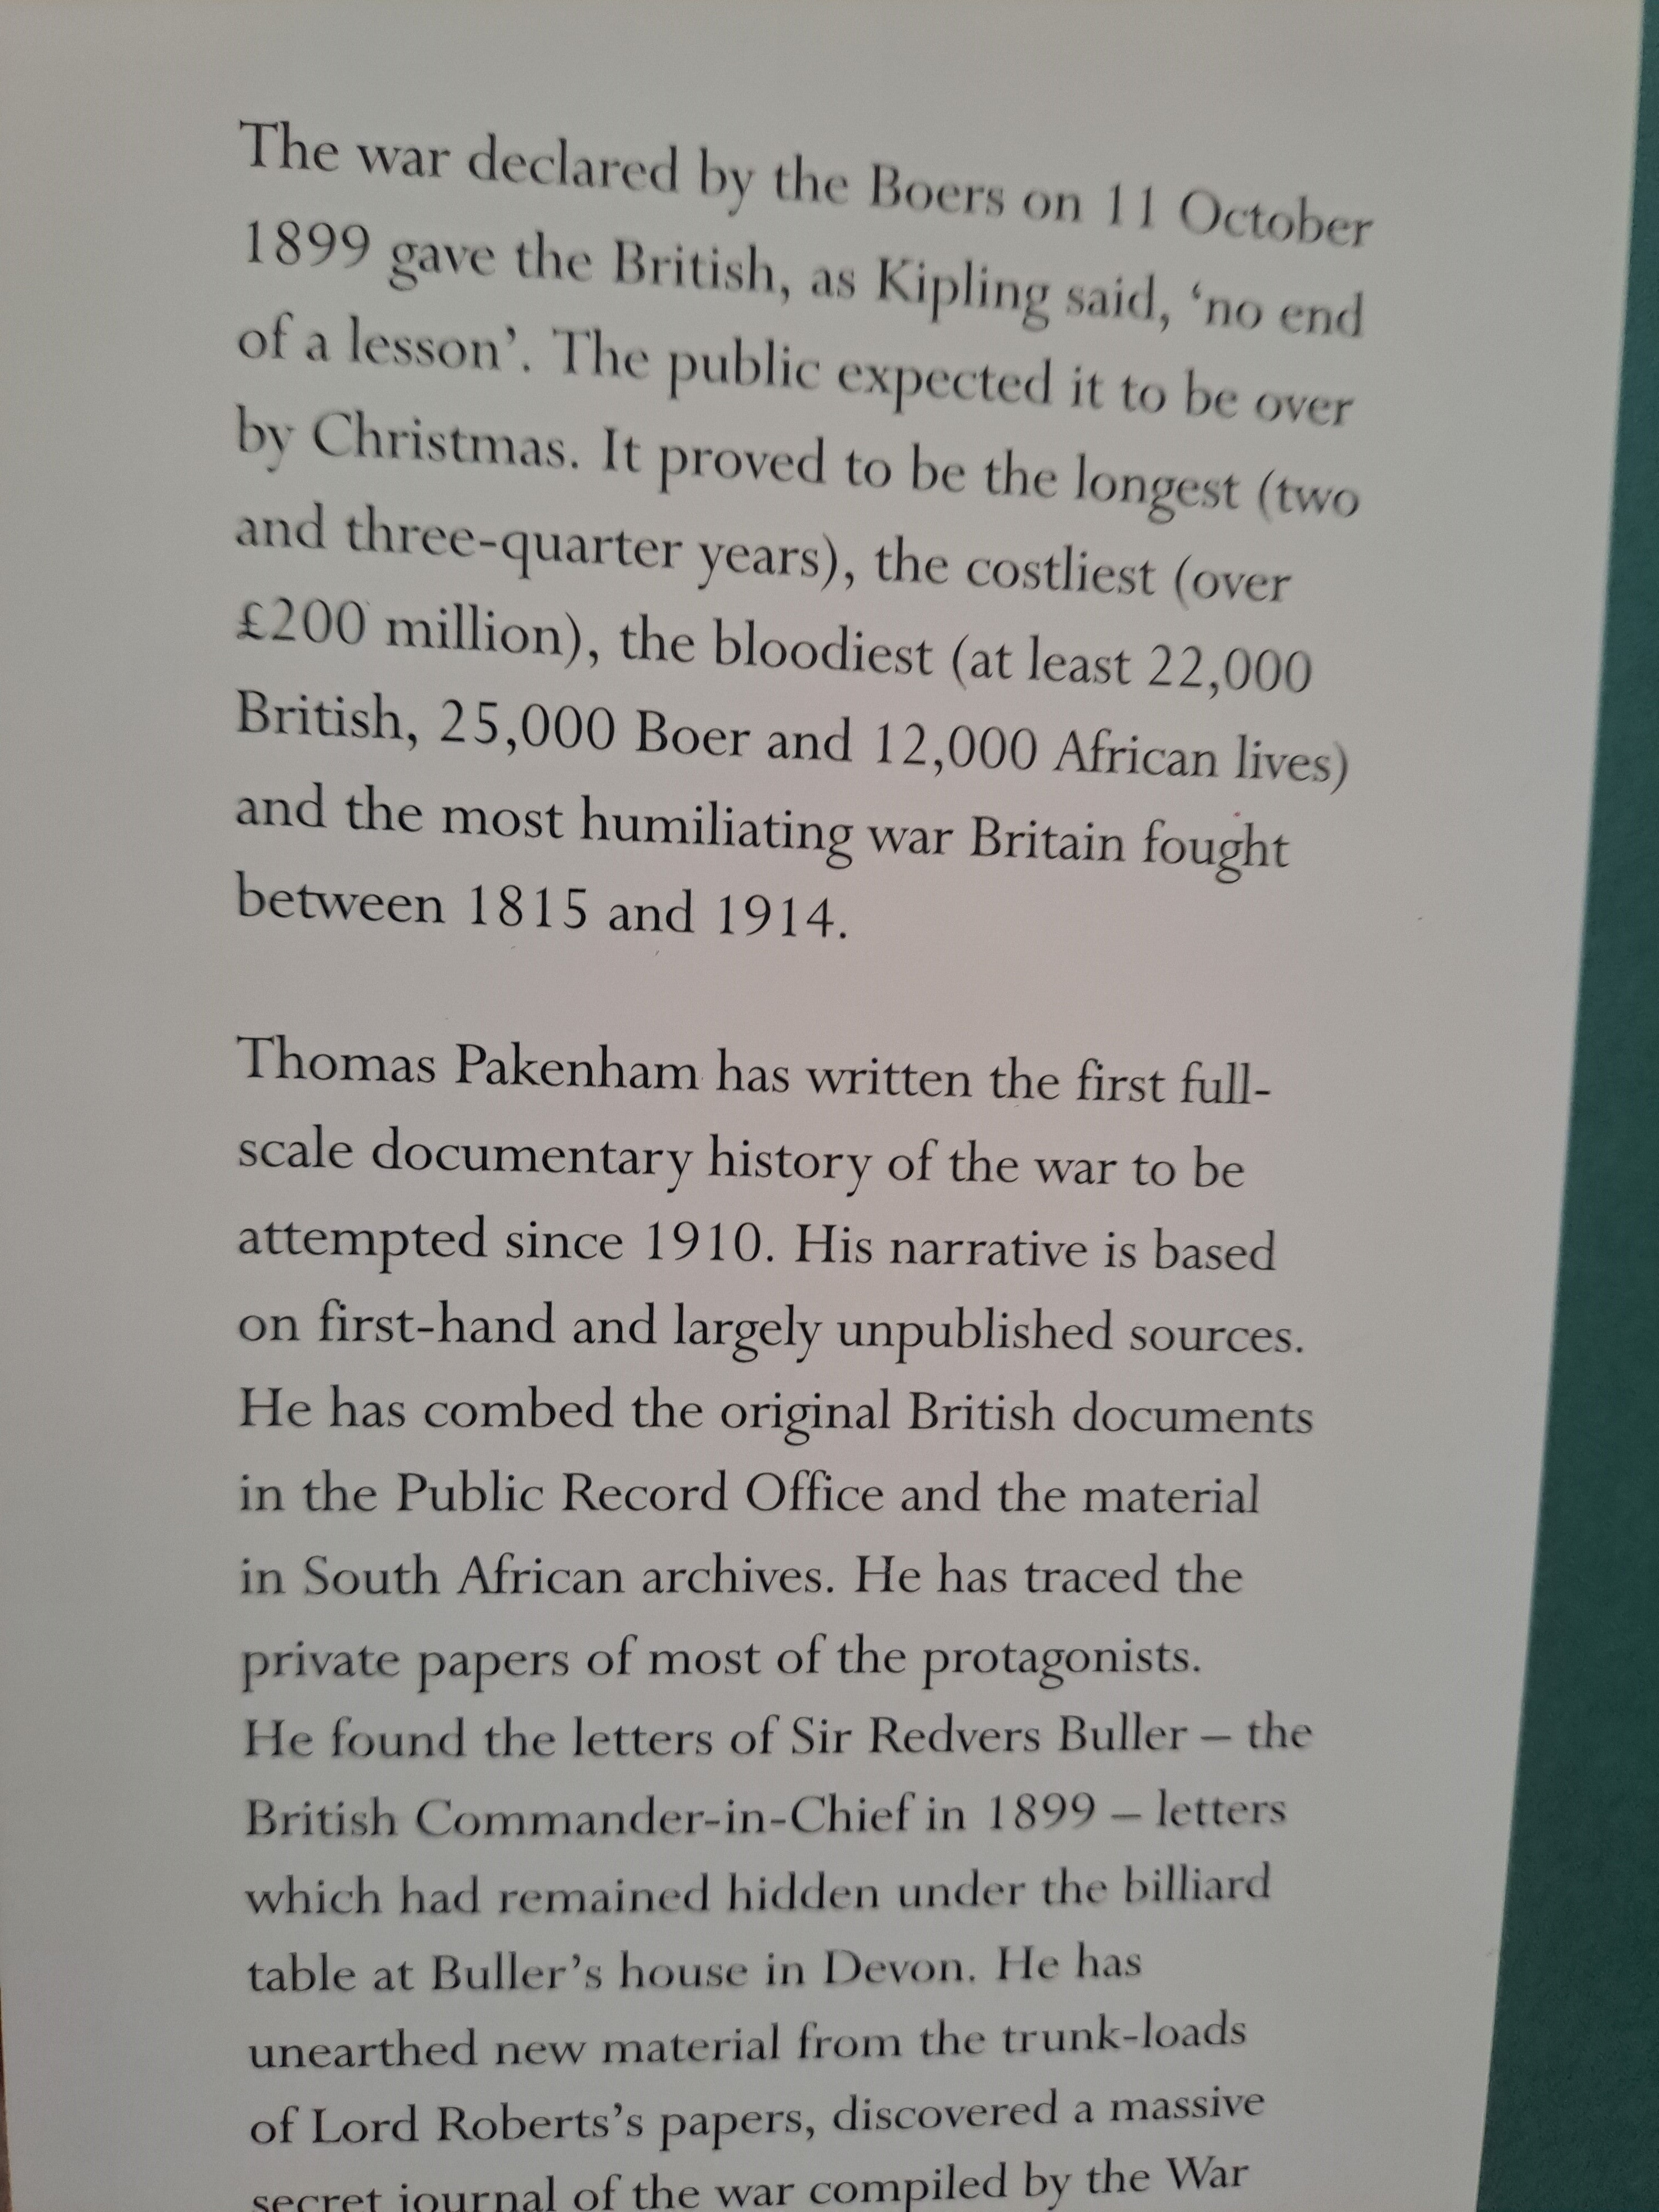 The war declared by the Boers on 11 October
1899 gave the British, as Kipling said, ‘no end
of a lesson’. The public expected it to be over
by Christmas. It proved to be the longest (two
and three-quarter years), the costliest (over
£200 million), the bloodiest (at least 22,000
British, 25,000 Boer and 12,000 African lives)
and the most humiliating war Britain fought
between 1815 and 1914.
Thomas Pakenham has written the first full-
scale documentary history of the war to be
attempted since 1910. His narrative is based
on first-hand and largely unpublished sources.
He has combed the original British documents
in the Public Record Office and the material
in South African archives. He has traced the
private papers of most of the protagonists.
He found the letters of Sir Redvers Buller – the
British Commander-in-Chief in 1899 – letters
which had remained hidden under the billiard
table at Buller’s house in Devon. He has
unearthed new material from the trunk-loads
of Lord Roberts’s papers, discovered a massive
secret journal of the war compiled by the War